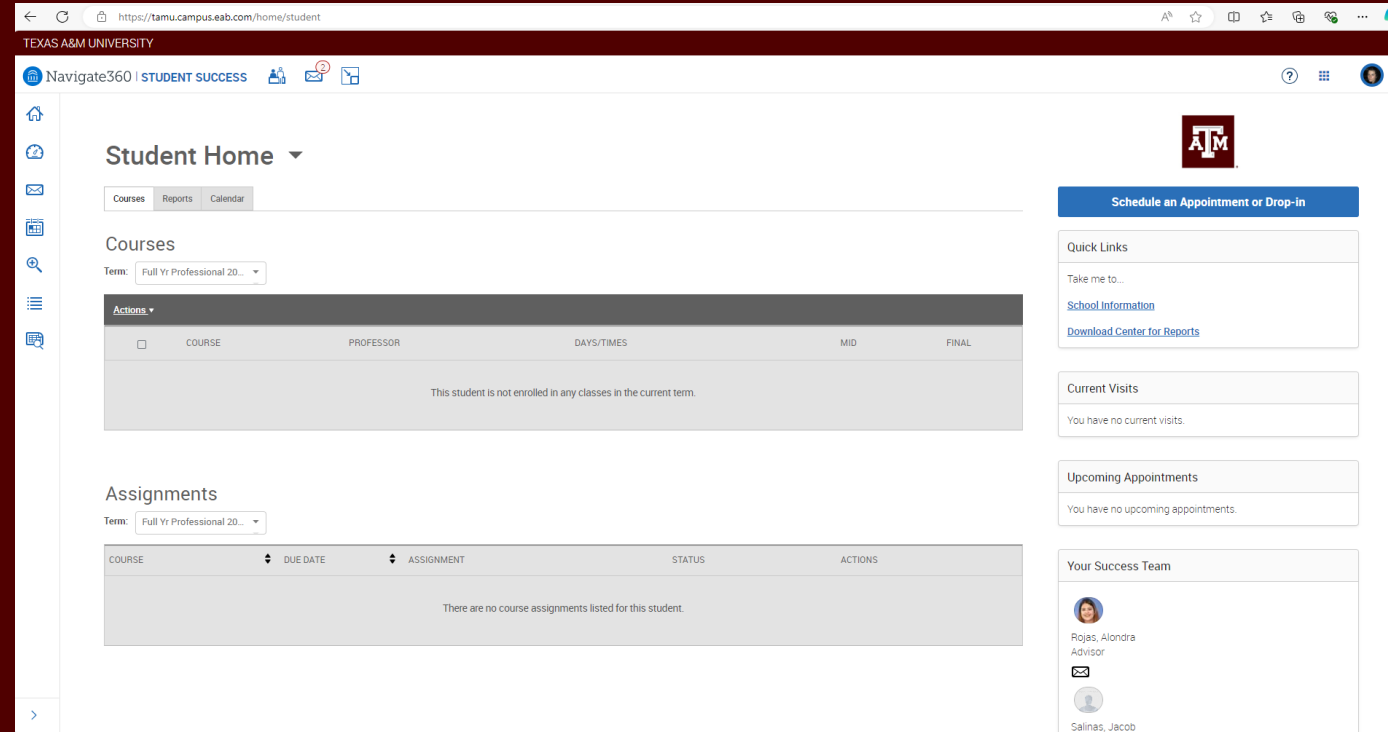 https://tamu.campus.eab.com/home/student
TEXAS A&M UNIVERSITY
Navigate360 | STUDENT SUCCESS
2
Student Home
Courses Reports Calendar
Courses
Term: Full Yr Professional 20...
Actions
COURSE PROFESSOR DAYS/TIMES MID FINAL
This student is not enrolled in any classes in the current term.
Assignments
Term: Full Yr Professional 20...
COURSE DUE DATE ASSIGNMENT STATUS ACTIONS
There are no course assignments listed for this student.
ATM
Schedule an Appointment or Drop-in
Quick Links
Take me to...
School Information
Download Center for Reports
Current Visits
You have no current visits.
Upcoming Appointments
You have no upcoming appointments.
Your Success Team
Rojas, Alondra
Advisor
Salinas, Jacob